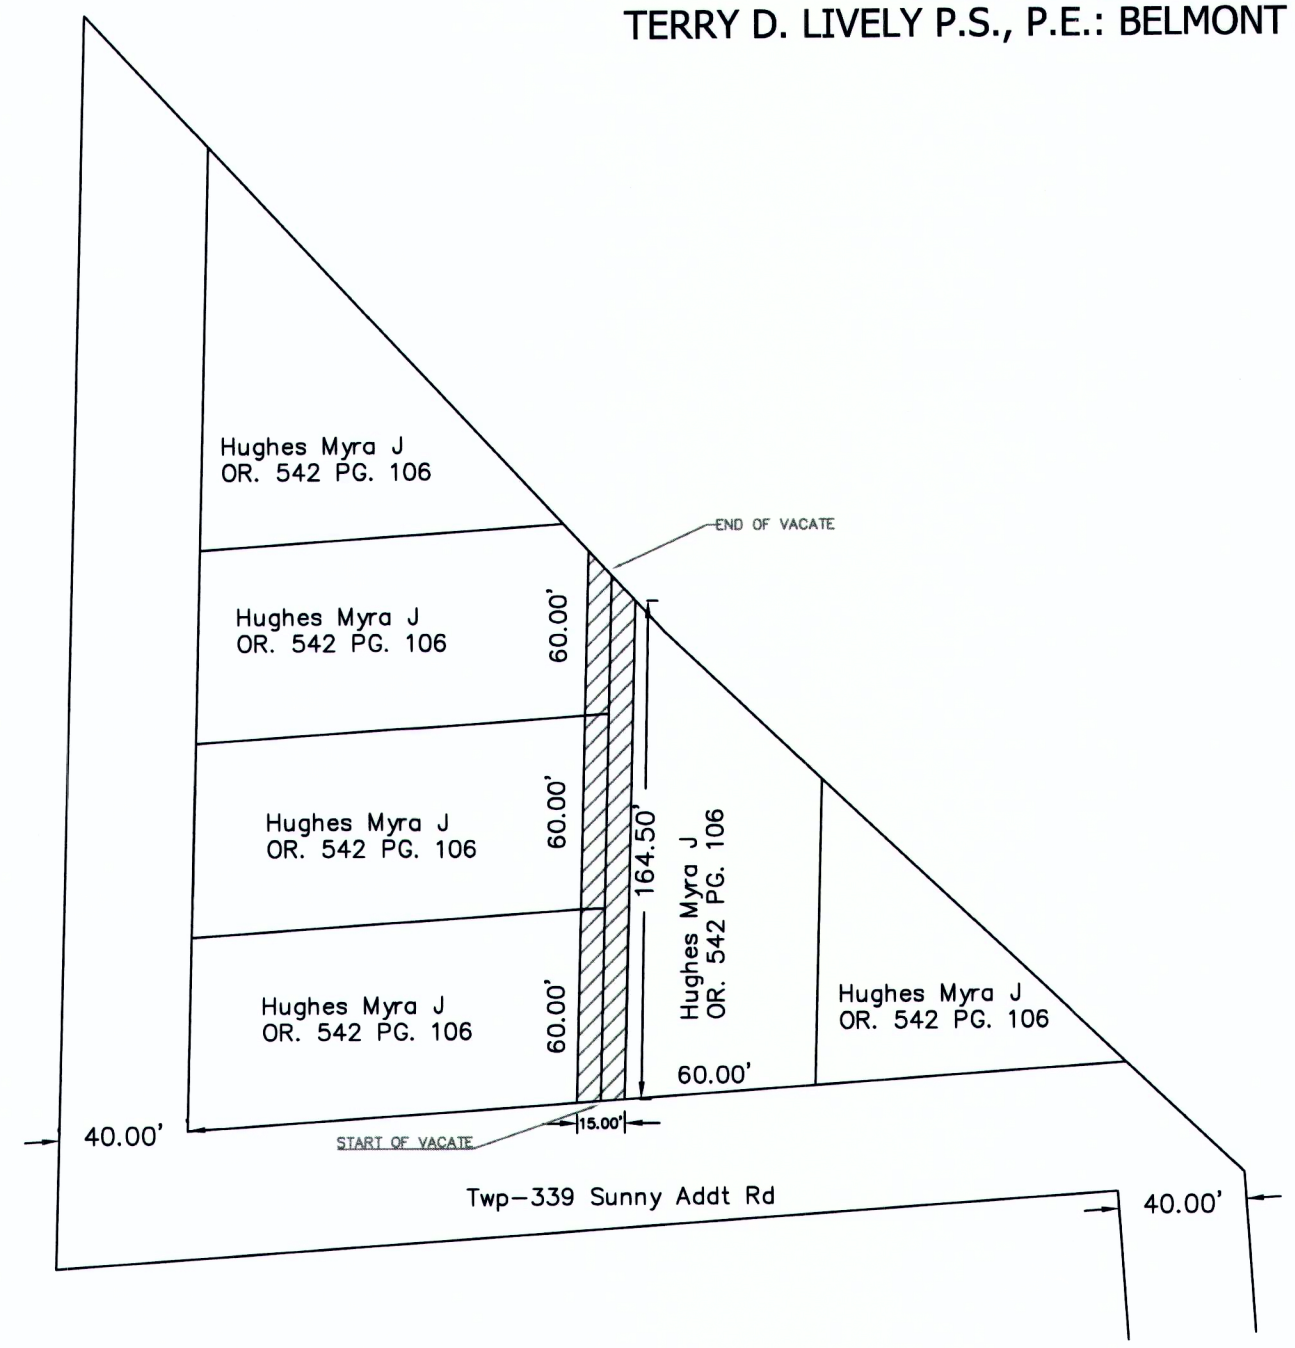 TERRY D. LIVELY P.S., P.E.: BELMONT
Hughes Myra J
OR. 542 PG. 106
END OF VACATE
Hughes Myra J
OR. 542 PG. 106
60.00'
Hughes Myra J
OR. 542 PG. 106
60.00'
164.50'
Hughes Myra J
OR. 542 PG. 106
Hughes Myra J
OR. 542 PG. 106
60.00'
Hughes Myra J
OR. 542 PG. 106
60.00'
40.00'
START OF VACATE
15.00'
Twp-339 Sunny Addt Rd
40.00'